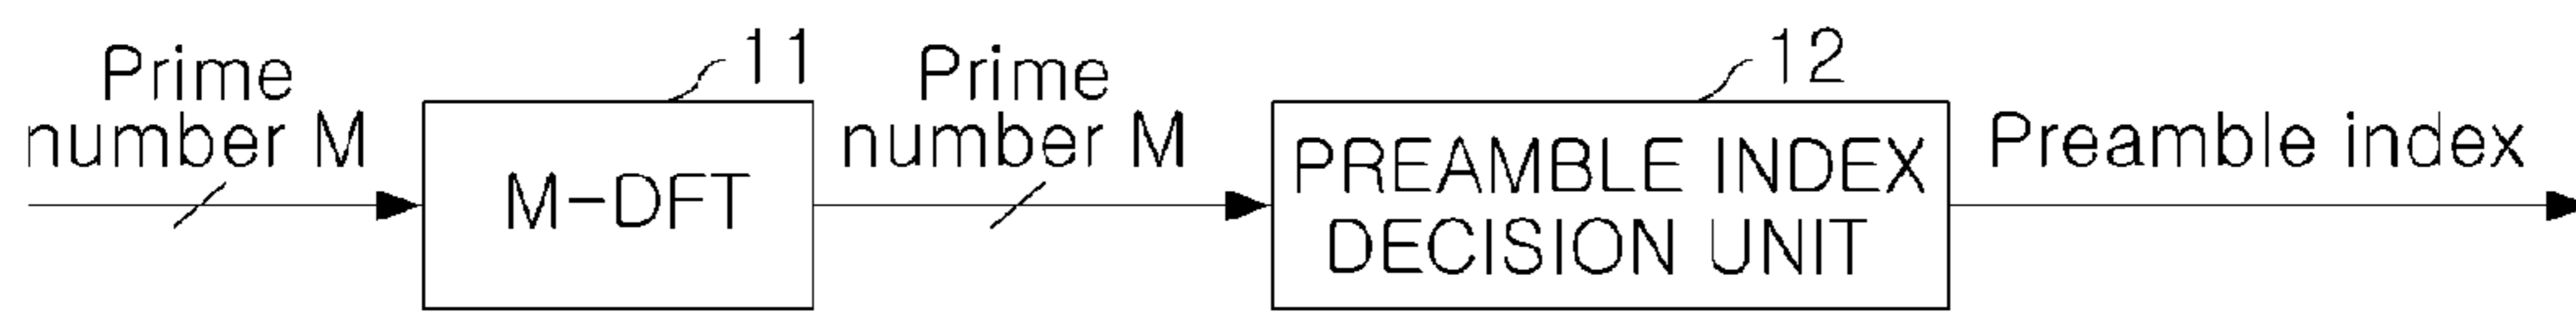 Prime
number M
11
M-DFT
Prime
number M
12
PREAMBLE INDEX
DECISION UNIT
Preamble index